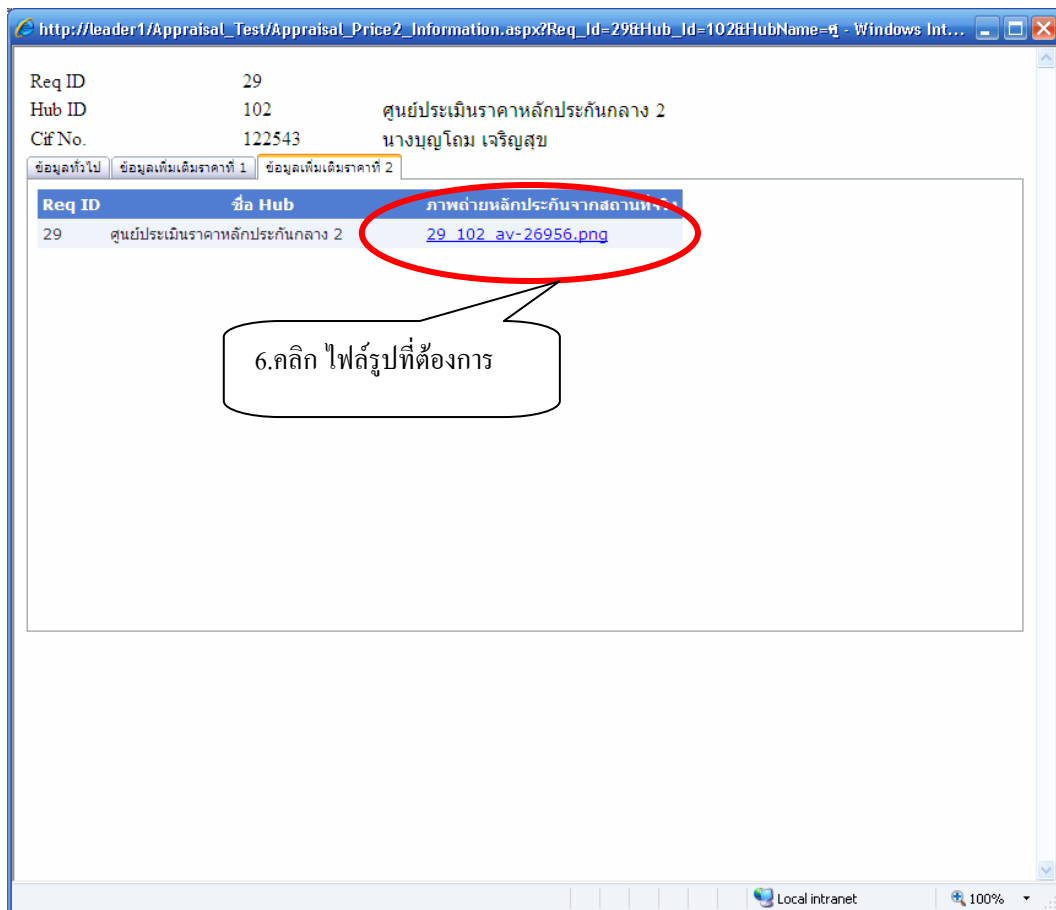 http://leader1/Appraisal_Test/Appraisal_Price2_Information.aspx?Req_Id=29&Hub_Id=102&HubName=ศู - Windows Int...
Req ID 29
Hub ID 102 ศูนย์ประเมินราคาหลักประกันกลาง 2
Cif No. 122543 นางบุญโถม เจริญสุข
ข้อมูลทั่วไป ข้อมูลเพิ่มเติมราคาที่ 1 ข้อมูลเพิ่มเติมราคาที่ 2
Req ID ชื่อ Hub ภาพถ่ายหลักประกันจากสถานที่จริง
29 ศูนย์ประเมินราคาหลักประกันกลาง 2 29_102_av-26956.png
6.คลิก ไฟล์รูปที่ต้องการ
Local intranet 100%